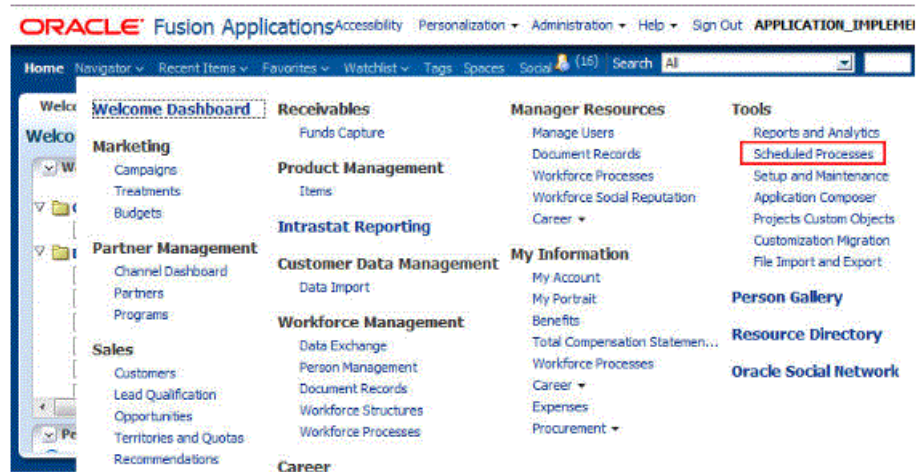 ORACLE Fusion Applications Accessibility Personalization Administration Help Sign Out APPLICATION_IMPLEME
Home Navigator Recent Items Favorites Watchlist Tags Spaces Social (16) Search All
Welco
Welco
W
Pe
Welcome Dashboard
Marketing
Campaigns
Treatments
Budgets
Partner Management
Channel Dashboard
Partners
Programs
Sales
Customers
Lead Qualification
Opportunities
Territories and Quotas
Recommendations
Receivables
Funds Capture
Product Management
Items
Intrastat Reporting
Customer Data Management
Data Import
Workforce Management
Data Exchange
Person Management
Document Records
Workforce Structures
Workforce Processes
Career
Manager Resources
Manage Users
Document Records
Workforce Processes
Workforce Social Reputation
Career
My Information
My Account
My Portrait
Benefits
Total Compensation Statemen...
Workforce Processes
Career
Expenses
Procurement
Tools
Reports and Analytics
Scheduled Processes
Setup and Maintenance
Application Composer
Projects Custom Objects
Customization Migration
File Import and Export
Person Gallery
Resource Directory
Oracle Social Network